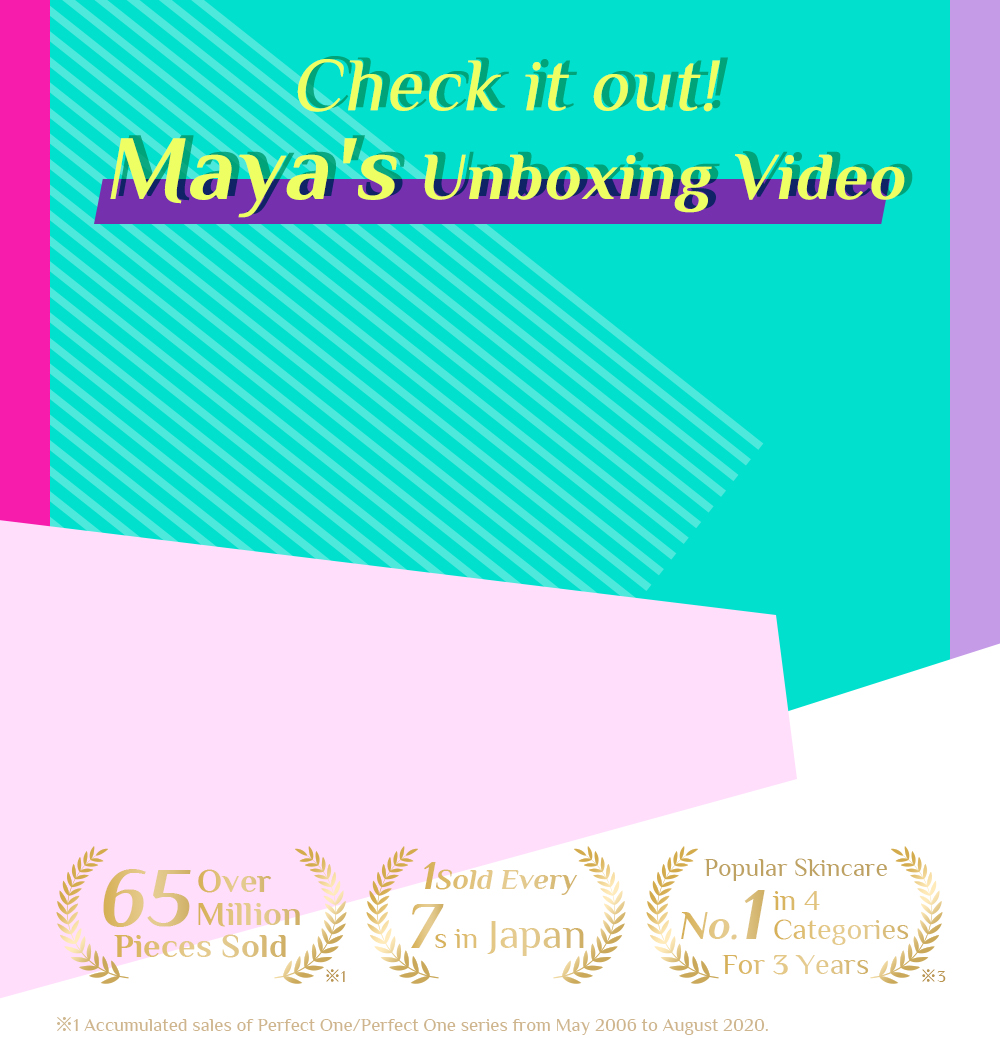 Check it out!
Maya's Unboxing Video
65 Over
Million
Pieces Sold
※1
1Sold Every
7s in Japan
Popular Skincare
No.1 in 4
Categories
For 3 Years
※3
※1 Accumulated sales of Perfect One/Perfect One series from May 2006 to August 2020.